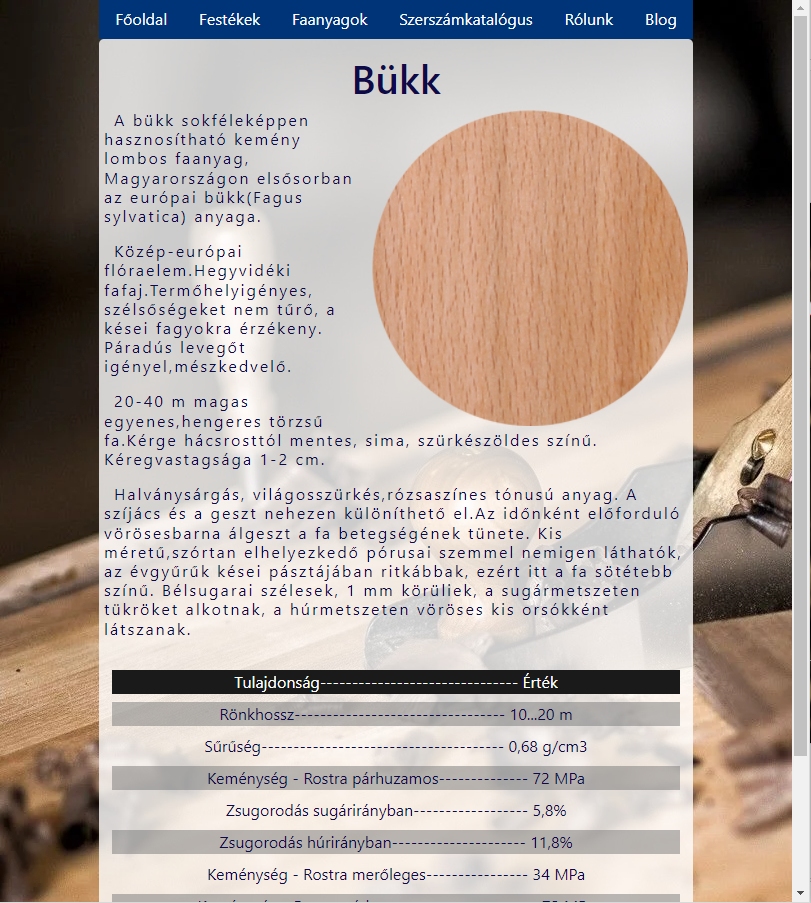 Főoldal Festékek Faanyagok Szerszámkatalógus Rólunk Blog
Bükk
A bükk sokféleképpen
hasznosítható kemény
lombos faanyag,
Magyarországon elsősorban
az európai bükk(Fagus
sylvatica) anyaga.
Közép-európai
flóraelem.Hegyvidéki
fafaj.Termőhelyigényes,
szélsőségeket nem tűrő, a
kései fagyokra érzékeny.
Páradús levegőt
igényel,mészkedvelő.
20-40 m magas
egyenes,hengeres törzsű
fa.Kérge hácsrosttól mentes, sima, szürkészöldes színű.
Kéregvastagsága 1-2 cm.
Halványsárgás, világosszürkés,rózsaszínes tónusú anyag. A
szíjács és a geszt nehezen különíthető el.Az időnként előforduló
vörösesbarna álgeszt a fa betegségének tünete. Kis
méretű,szórtan elhelyezkedő pórusai szemmel nemigen láthatók,
az évgyűrűk kései pásztájában ritkábbak, ezért itt a fa sötétebb
színű. Bélsugarai szélesek, 1 mm körüliek, a sugármetszeten
tükröket alkotnak, a húrmetszeten vöröses kis orsókként
látszanak.
Tulajdonság------------------------------- Érték
Rönkhossz--------------------------------- 10...20 m
Sűrűség-------------------------------------- 0,68 g/cm3
Keménység - Rostra párhuzamos-------------- 72 MPa
Zsugorodás sugárirányban------------------ 5,8%
Zsugorodás húrirányban--------------------- 11,8%
Keménység - Rostra merőleges---------------- 34 MPa